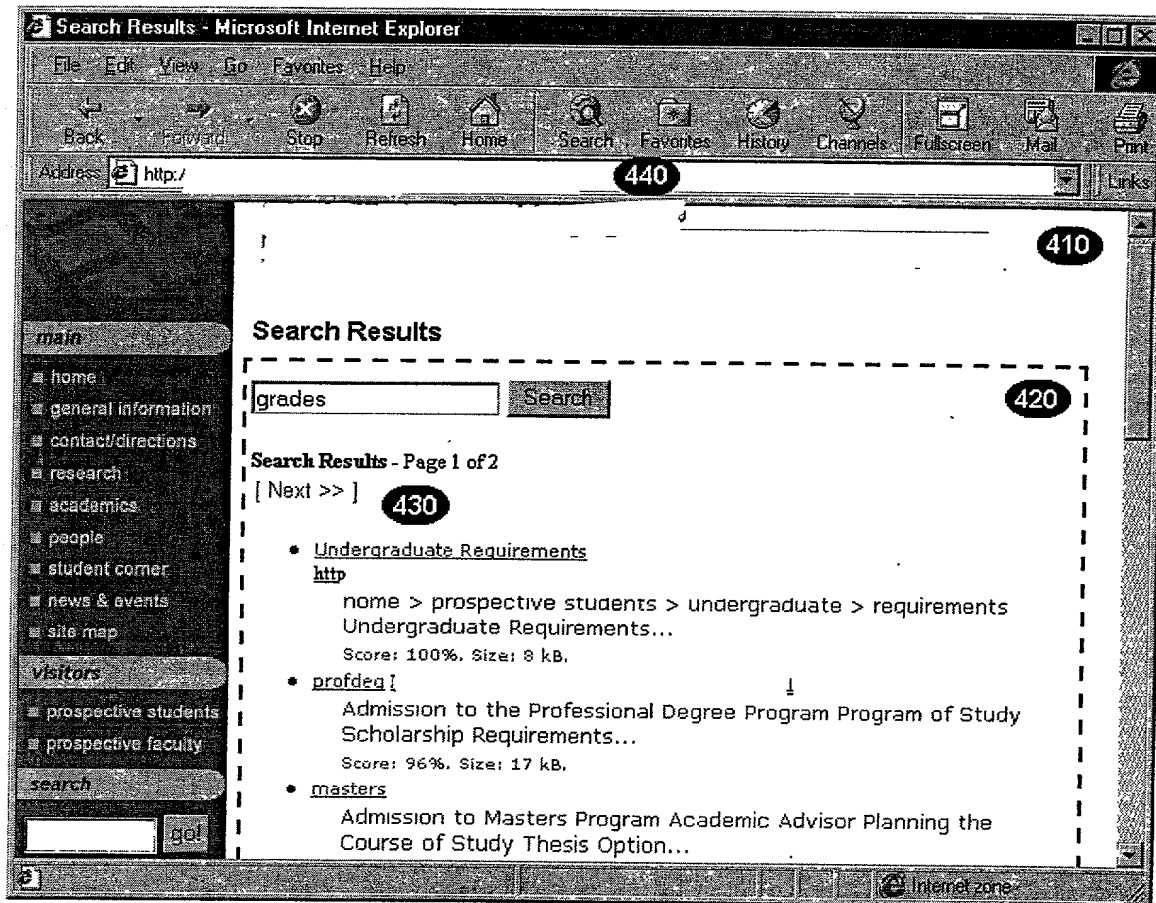 Search Results - Microsoft Internet Explorer
File Edit View Go Favorites Help
Back Forward Stop Refresh Home Search Favorites History Channels Fullscreen Mail Print
Address http:/ 440 Links
410
main
home
general information
contact/directions
research
academics
people
student corner
news & events
site map
visitors
prospective students
prospective faculty
search
go!
Search Results
grades Search 420
Search Results - Page 1 of 2
[ Next >> ] 430
Undergraduate Requirements
http
home > prospective students > undergraduate > requirements
Undergraduate Requirements...
Score: 100%. Size: 8 kB.
profdeg
Admission to the Professional Degree Program Program of Study
Scholarship Requirements...
Score: 96%. Size: 17 kB.
masters
Admission to Masters Program Academic Advisor Planning the
Course of Study Thesis Option...
Internet zone